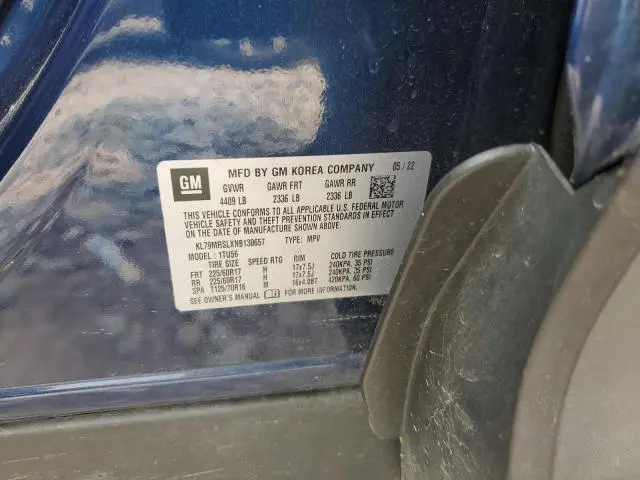 GM
MFD BY GM KOREA COMPANY 05/22
GVWR GAWR FRT GAWR RR
4409 LB 2336 LB 2336 LB
THIS VEHICLE CONFORMS TO ALL APPLICABLE U.S. FEDERAL MOTOR
VEHICLE SAFETY AND THEFT PREVENTION STANDARDS IN EFFECT
ON THE DATE OF MANUFACTURE SHOWN ABOVE.
KL79MRSLXNB130657 TYPE: MPV
MODEL: 1TU56
TIRE SIZE SPEED RTG RIM COLD TIRE PRESSURE
FRT 225/60R17 H 17x7.5J 240KPA, 35 PSI
RR 225/60R17 H 17x7.5J 240KPA, 35 PSI
SPA T125/70R16 M 16x4.0BT 420KPA, 60 PSI
SEE OWNER'S MANUAL FOR MORE INFORMATION